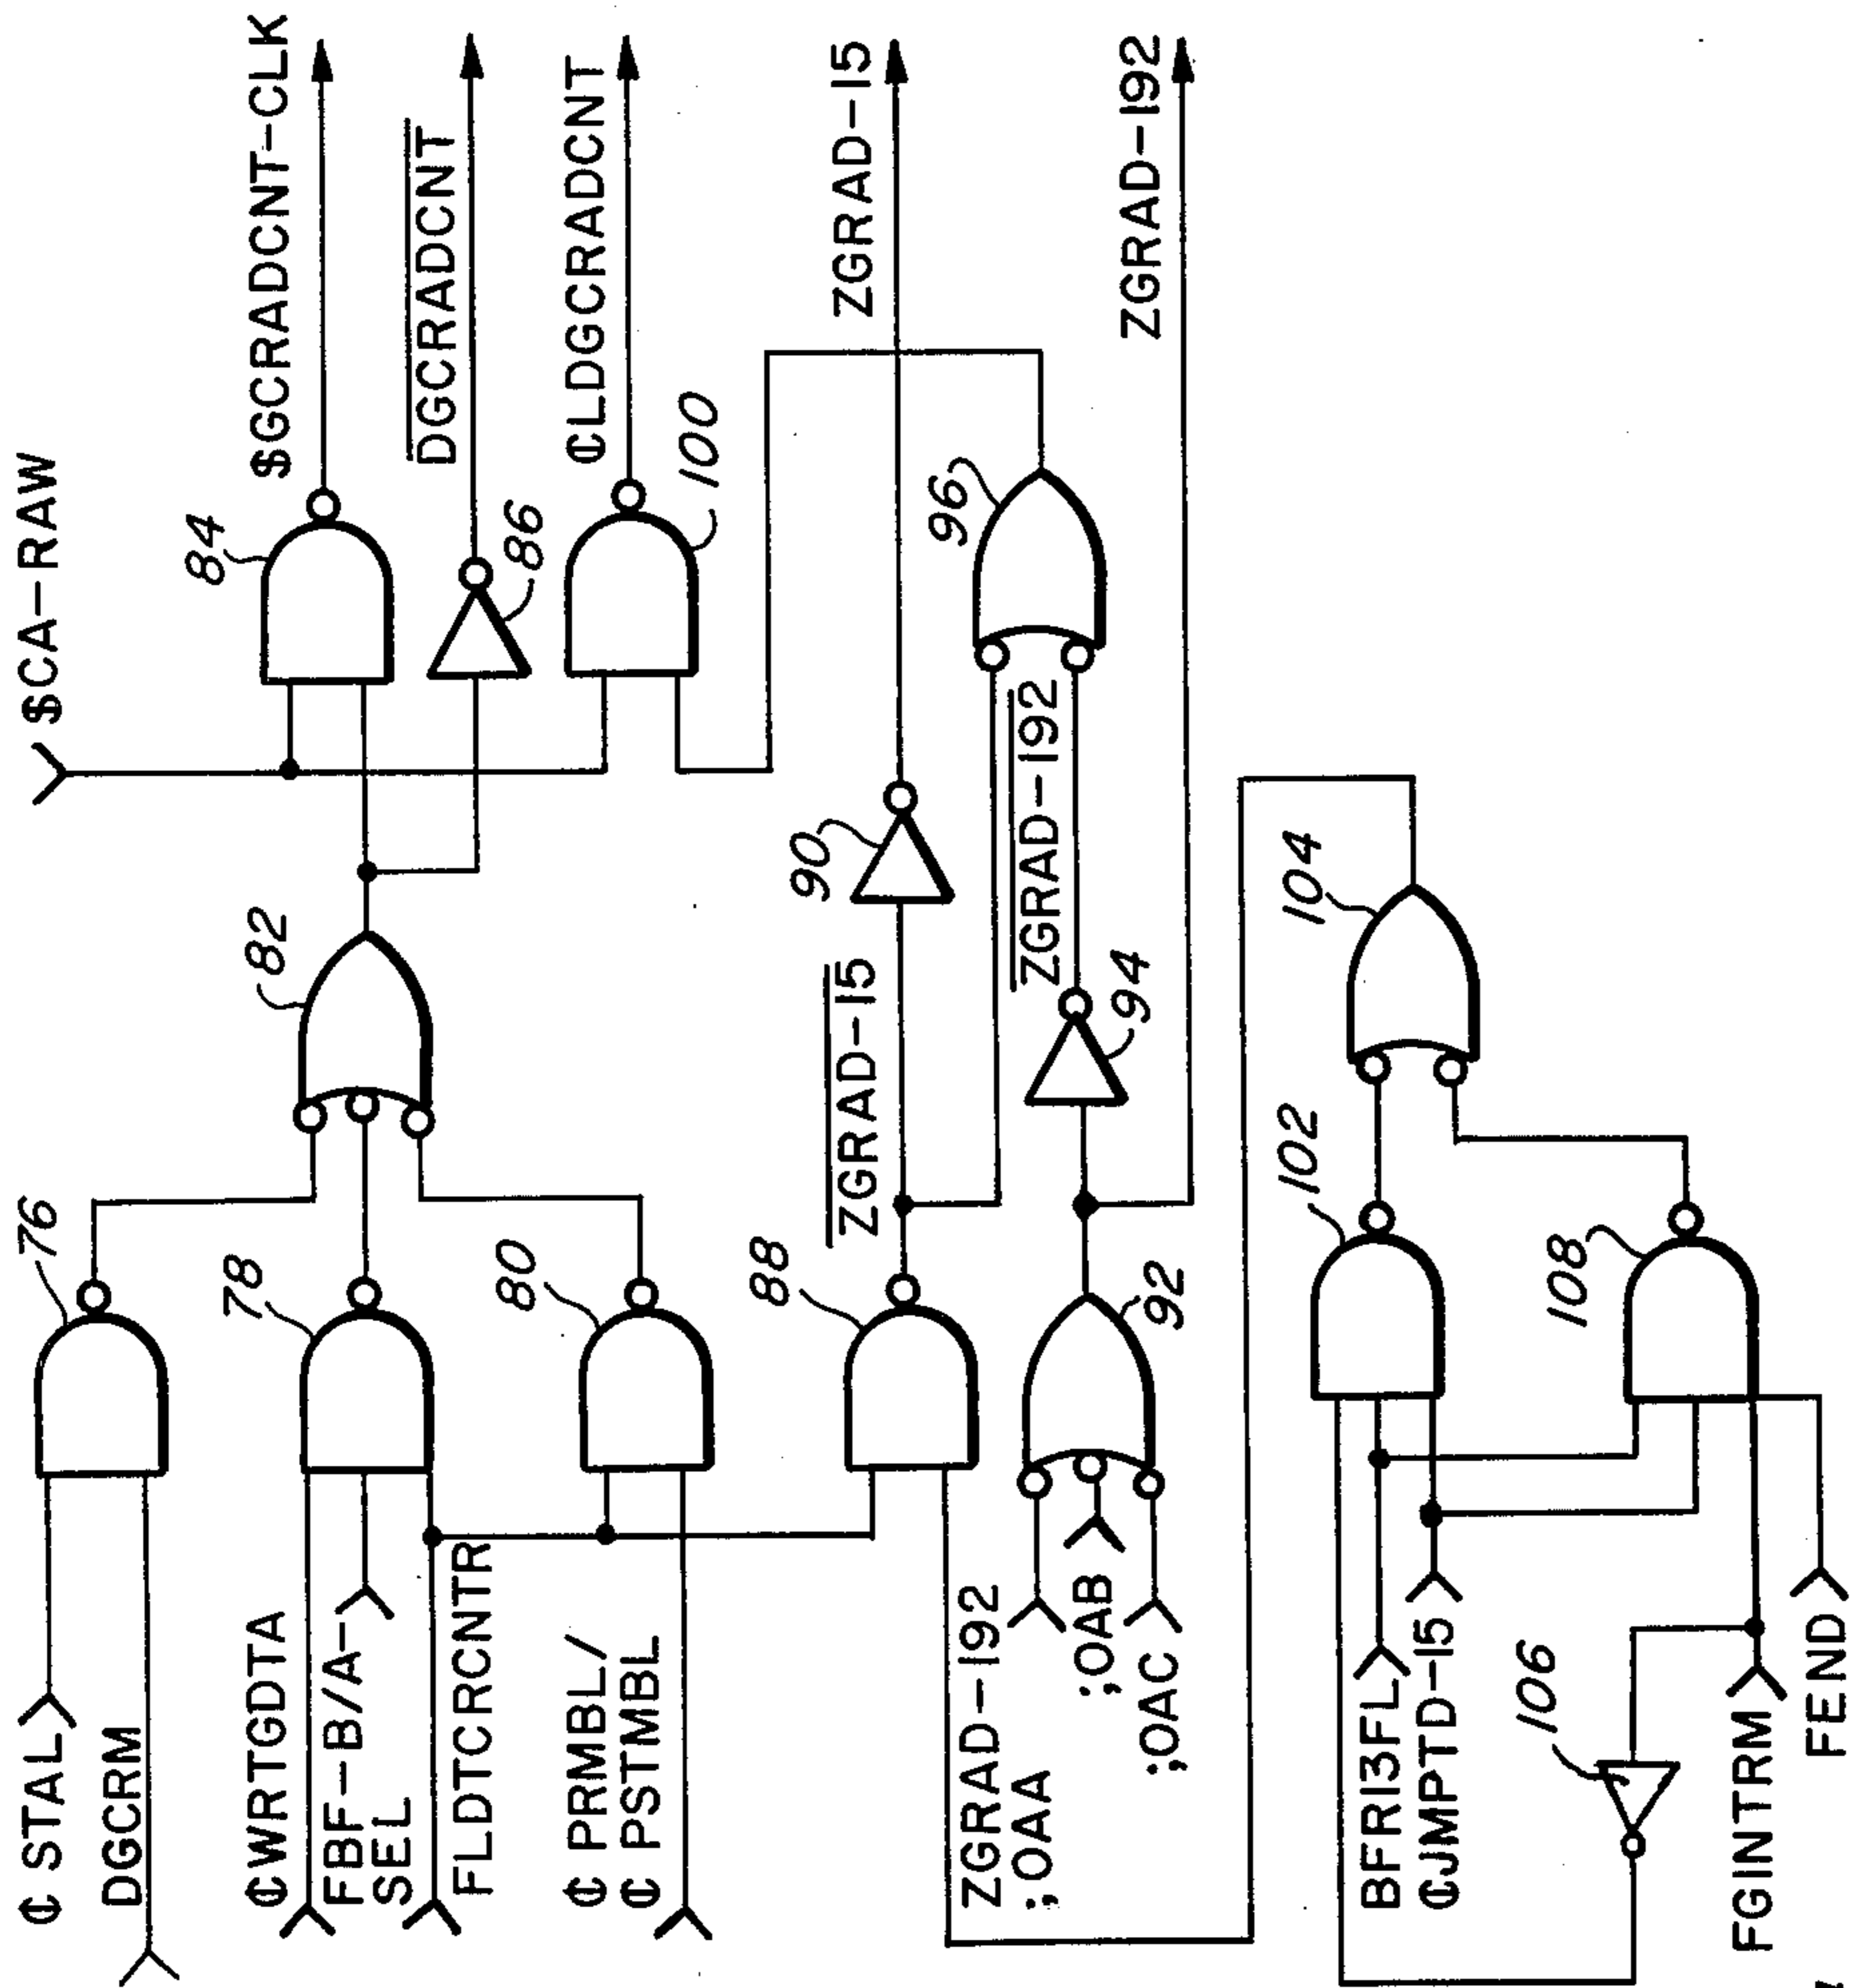 $CA-RAW
¢ STAL
DGCRM
76
84
$GCRADCNT-CLK
82
¢WRTGDTA
FBF-B/A-
SEL
78
86
DGCRADCNT
FLDTCRCNTR
¢ PRMBL/
¢ PSTMBL
80
100
¢LDGCRADCNT
88
ZGRAD-15
90
ZGRAD-15
ZGRAD-192
;OAA
;OAB
;OAC
92
94
ZGRAD-192
96
ZGRAD-192
BFR13FL
¢JMPTD-15
102
104
106
108
FGINTRM
FEND